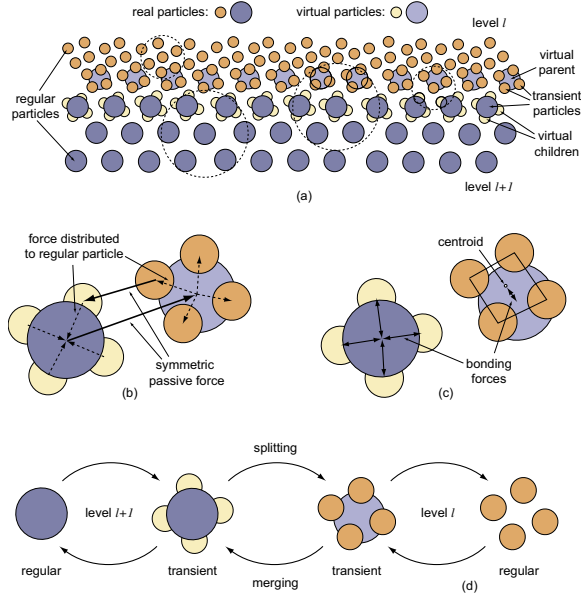 real particles:
virtual particles:
level l
regular
particles
virtual
parent
transient
particles
virtual
children
level l+1
(a)
force distributed
to regular particle
symmetric
passive force
(b)
centroid
bonding
forces
(c)
splitting
level l+1
level l
regular
transient
transient
regular
merging
(d)